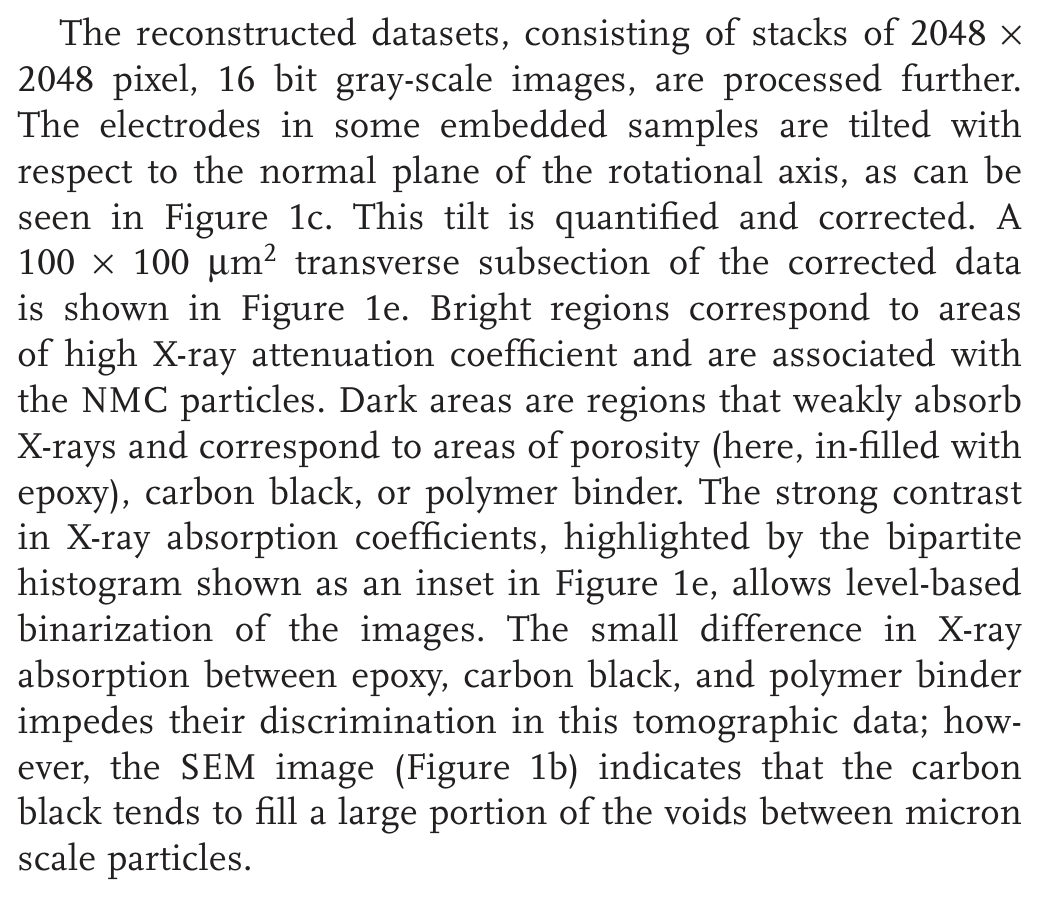 The reconstructed datasets, consisting of stacks of 2048 ×
2048 pixel, 16 bit gray-scale images, are processed further.
The electrodes in some embedded samples are tilted with
respect to the normal plane of the rotational axis, as can be
seen in Figure 1c. This tilt is quantified and corrected. A
100 × 100 μm² transverse subsection of the corrected data
is shown in Figure 1e. Bright regions correspond to areas
of high X-ray attenuation coefficient and are associated with
the NMC particles. Dark areas are regions that weakly absorb
X-rays and correspond to areas of porosity (here, in-filled with
epoxy), carbon black, or polymer binder. The strong contrast
in X-ray absorption coefficients, highlighted by the bipartite
histogram shown as an inset in Figure 1e, allows level-based
binarization of the images. The small difference in X-ray
absorption between epoxy, carbon black, and polymer binder
impedes their discrimination in this tomographic data; how-
ever, the SEM image (Figure 1b) indicates that the carbon
black tends to fill a large portion of the voids between micron
scale particles.